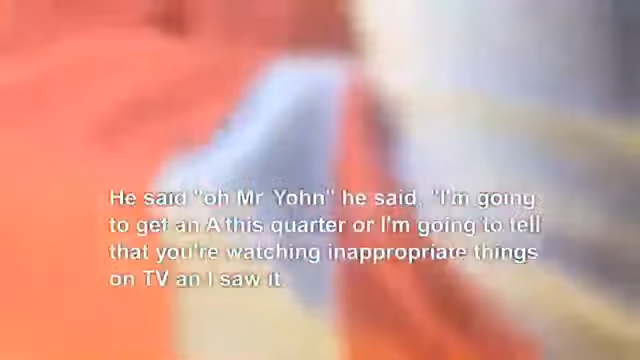 He said "oh Mr Yohn" he said, "I'm going
to get an A this quarter or I'm going to tell
that you're watching inappropriate things
on TV an I saw it.